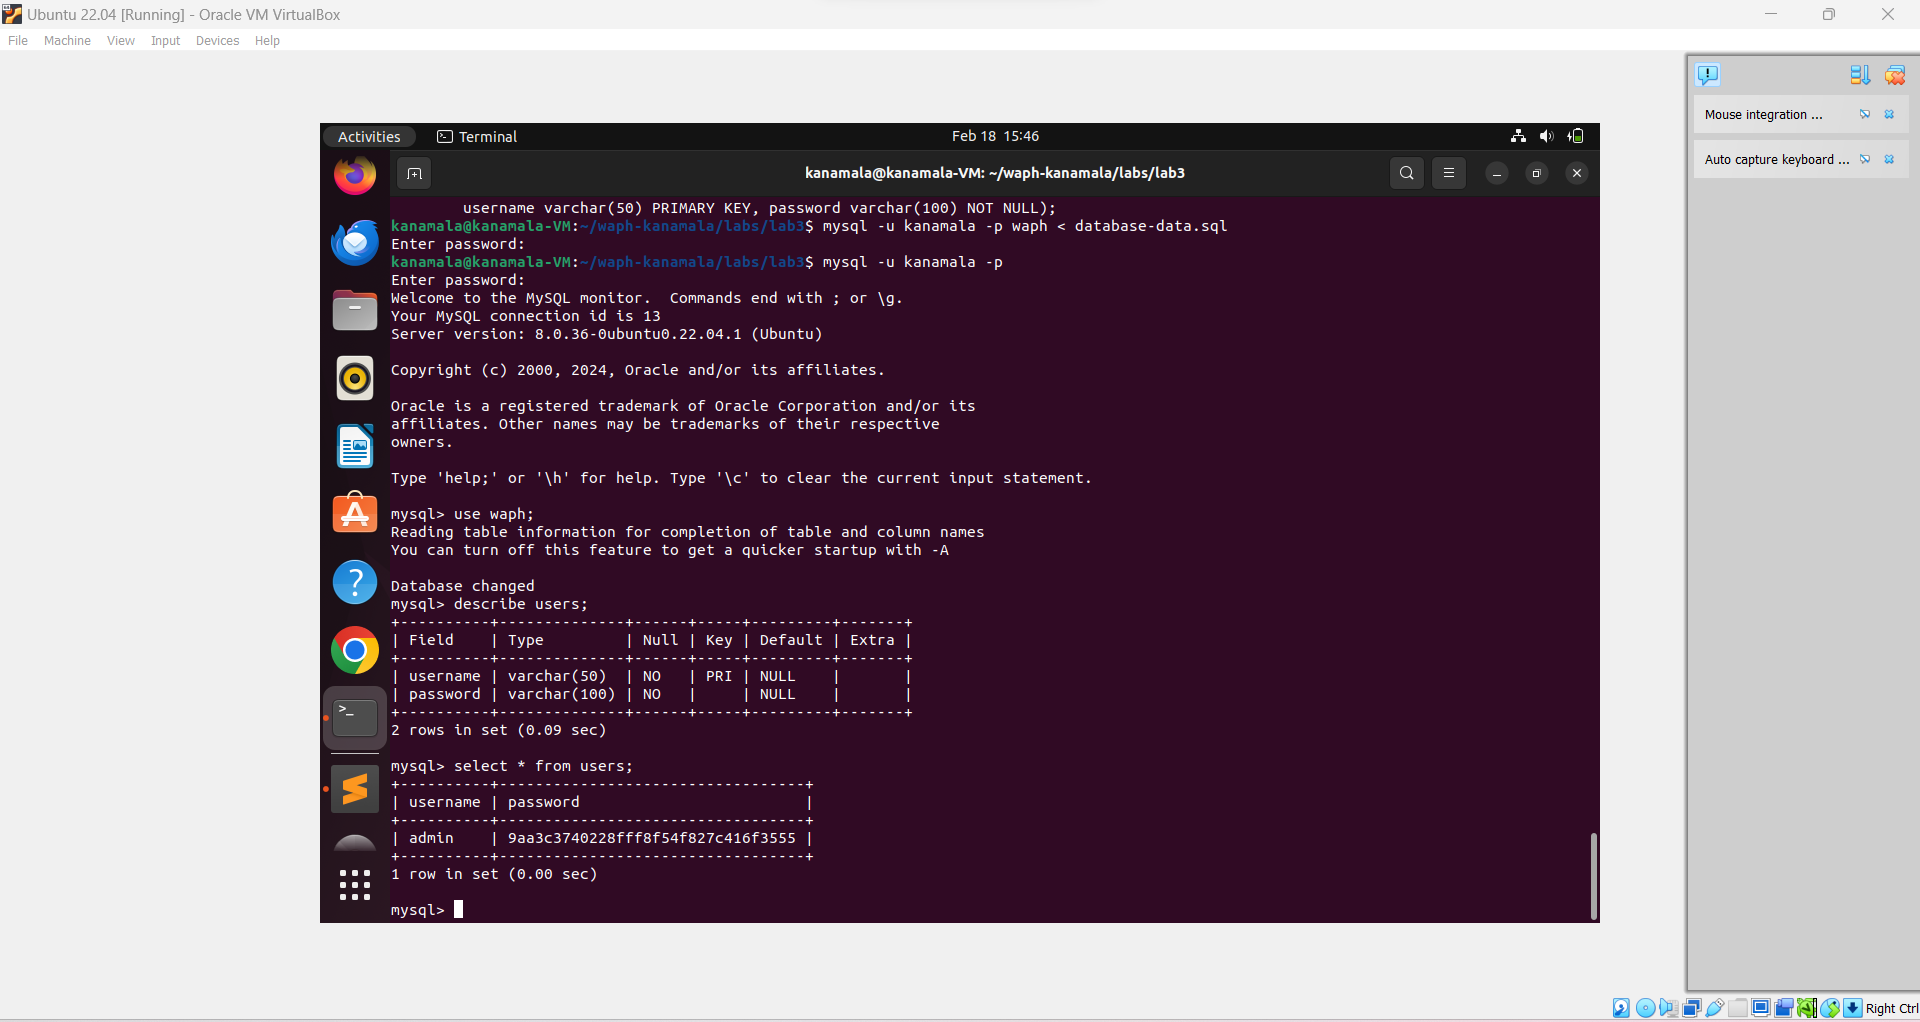 Ubuntu 22.04 [Running] - Oracle VM VirtualBox
File Machine View Input Devices Help
Mouse integration ...
Auto capture keyboard ...
Activities Terminal Feb 18 15:46
kanamala@kanamala-VM: ~/waph-kanamala/labs/lab3
username varchar(50) PRIMARY KEY, password varchar(100) NOT NULL);
kanamala@kanamala-VM:~/waph-kanamala/labs/lab3$ mysql -u kanamala -p waph < database-data.sql
Enter password:
kanamala@kanamala-VM:~/waph-kanamala/labs/lab3$ mysql -u kanamala -p
Enter password:
Welcome to the MySQL monitor.  Commands end with ; or \g.
Your MySQL connection id is 13
Server version: 8.0.36-0ubuntu0.22.04.1 (Ubuntu)
Copyright (c) 2000, 2024, Oracle and/or its affiliates.
Oracle is a registered trademark of Oracle Corporation and/or its
affiliates. Other names may be trademarks of their respective
owners.
Type 'help;' or '\h' for help. Type '\c' to clear the current input statement.
mysql> use waph;
Reading table information for completion of table and column names
You can turn off this feature to get a quicker startup with -A
Database changed
mysql> describe users;
+----------+--------------+------+-----+---------+-------+
| Field    | Type         | Null | Key | Default | Extra |
+----------+--------------+------+-----+---------+-------+
| username | varchar(50)  | NO   | PRI | NULL    |       |
| password | varchar(100) | NO   |     | NULL    |       |
+----------+--------------+------+-----+---------+-------+
2 rows in set (0.09 sec)
mysql> select * from users;
+----------+----------------------------------+
| username | password                         |
+----------+----------------------------------+
| admin    | 9aa3c3740228fff8f54f827c416f3555 |
+----------+----------------------------------+
1 row in set (0.00 sec)
mysql>
Right Ctrl